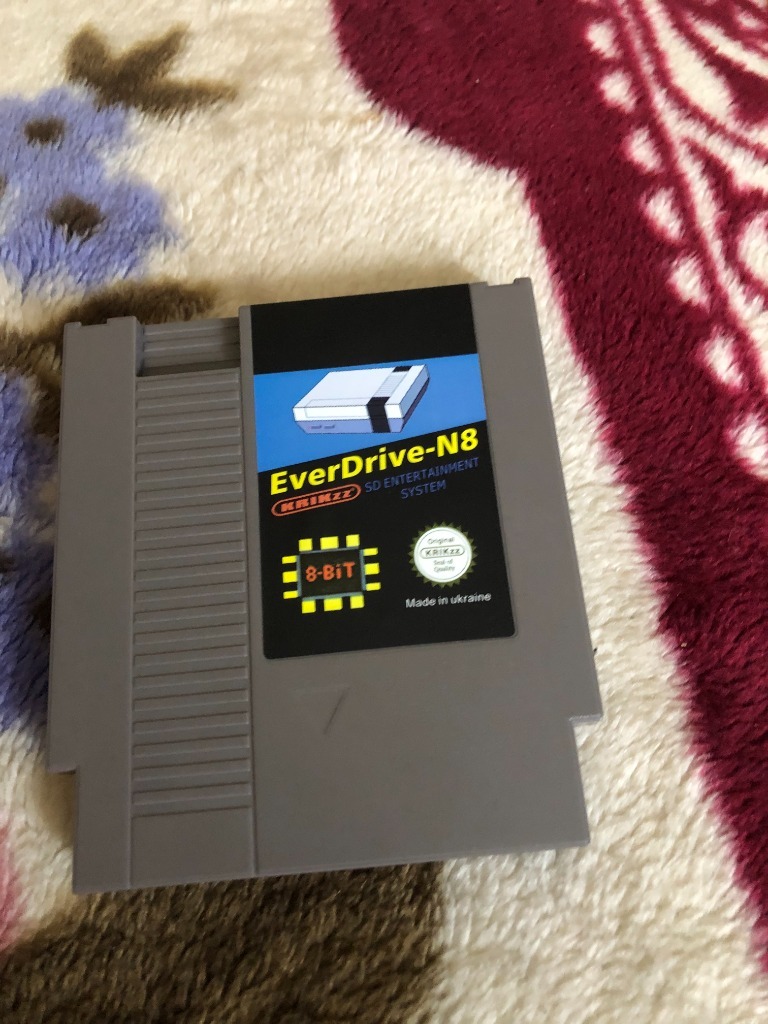 EverDrive-N8
KRIKzz SD ENTERTAINMENT
SYSTEM
8-BiT
Original
KRIKzz
Seal of
Quality
Made in ukraine